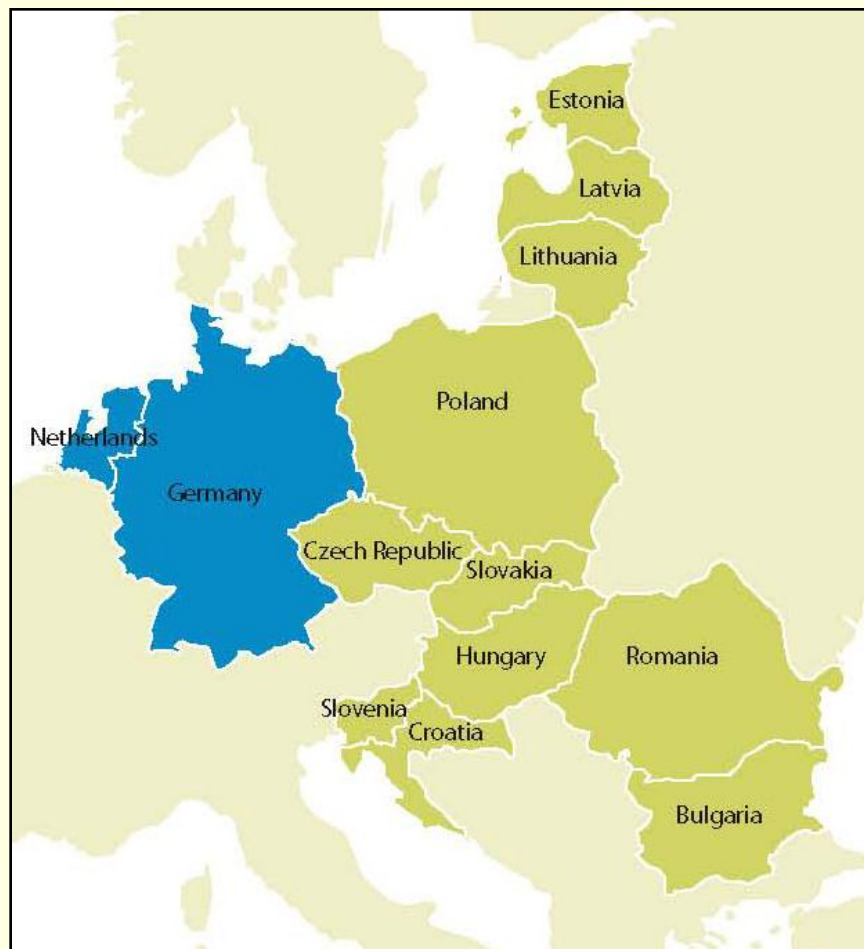 Estonia
Latvia
Lithuania
Poland
Netherlands
Germany
Czech Republic
Slovakia
Hungary
Romania
Slovenia
Croatia
Bulgaria